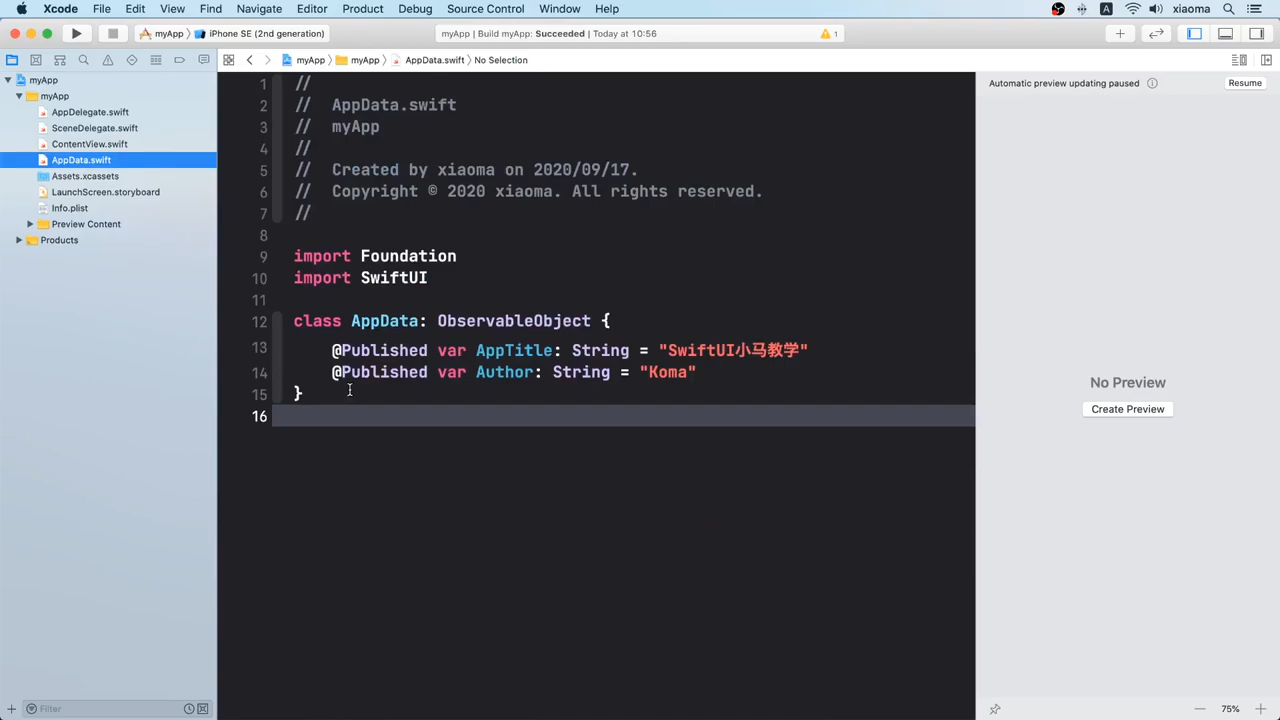 Xcode File Edit View Find Navigate Editor Product Debug Source Control Window Help A xiaoma
myApp 〉 iPhone SE (2nd generation) myApp | Build myApp: Succeeded | Today at 10:56 1
myApp 〉 myApp 〉 AppData.swift 〉 No Selection
myApp
myApp
AppDelegate.swift
SceneDelegate.swift
ContentView.swift
AppData.swift
Assets.xcassets
LaunchScreen.storyboard
Info.plist
Preview Content
Products
Filter
1 //
2 //  AppData.swift
3 //  myApp
4 //
5 //  Created by xiaoma on 2020/09/17.
6 //  Copyright © 2020 xiaoma. All rights reserved.
7 //
8
9 import Foundation
10 import SwiftUI
11
12 class AppData: ObservableObject {
13     @Published var AppTitle: String = "SwiftUI小马教学"
14     @Published var Author: String = "Koma"
15 }
16
Automatic preview updating paused Resume
No Preview
Create Preview
75%